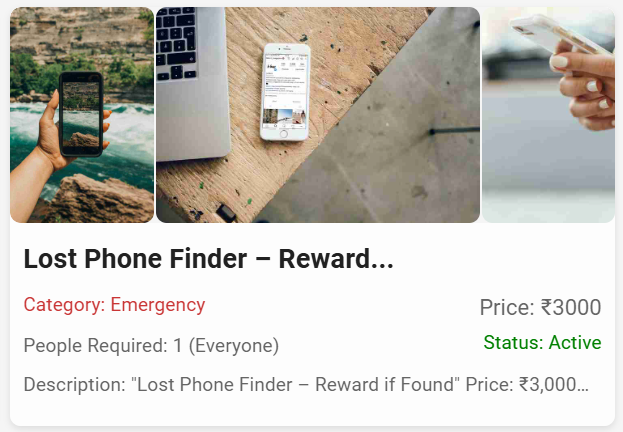 Lost Phone Finder – Reward...
Category: Emergency
Price: ₹3000
People Required: 1 (Everyone)
Status: Active
Description: "Lost Phone Finder – Reward if Found" Price: ₹3,000...